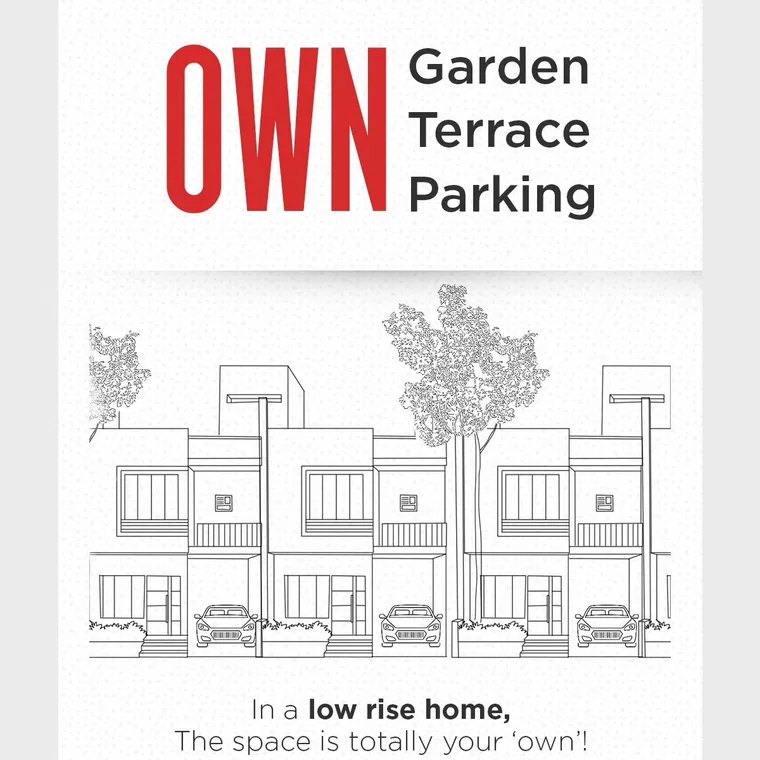 OWN
Garden
Terrace
Parking
In a low rise home,
The space is totally your ‘own’!